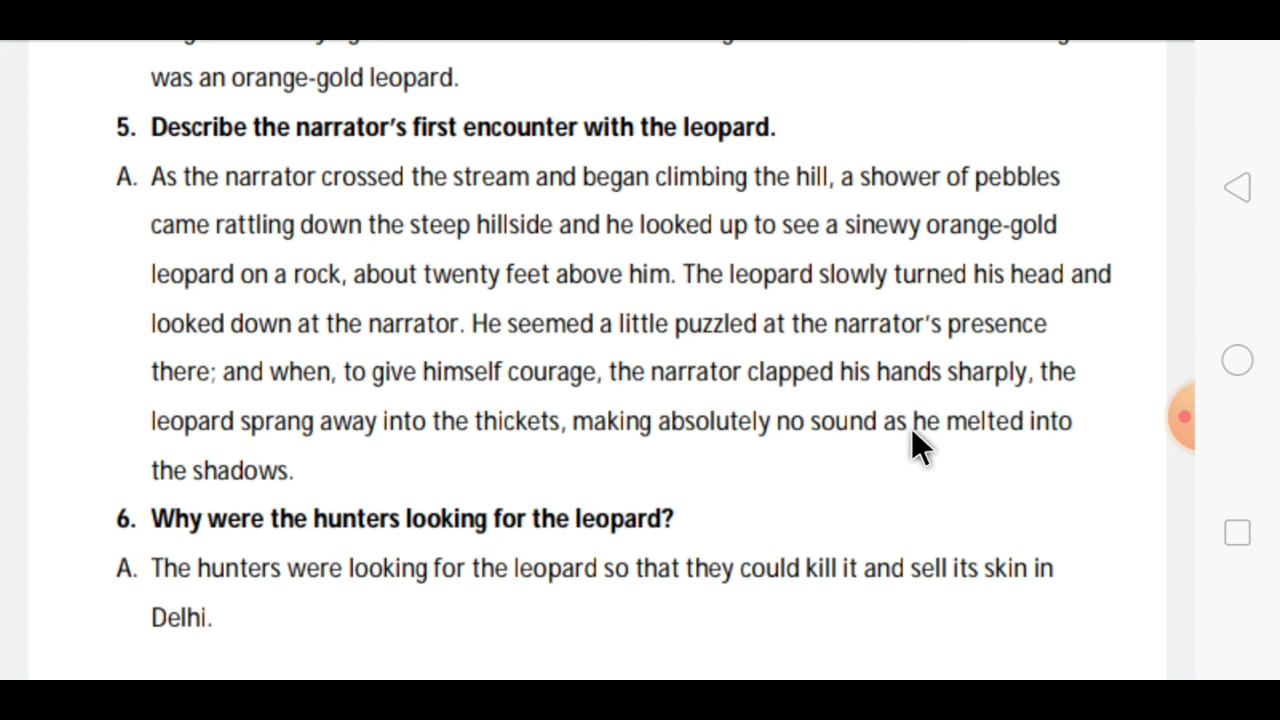 was an orange-gold leopard.
5. Describe the narrator's first encounter with the leopard.
A. As the narrator crossed the stream and began climbing the hill, a shower of pebbles
came rattling down the steep hillside and he looked up to see a sinewy orange-gold
leopard on a rock, about twenty feet above him. The leopard slowly turned his head and
looked down at the narrator. He seemed a little puzzled at the narrator's presence
there; and when, to give himself courage, the narrator clapped his hands sharply, the
leopard sprang away into the thickets, making absolutely no sound as he melted into
the shadows.
6. Why were the hunters looking for the leopard?
A. The hunters were looking for the leopard so that they could kill it and sell its skin in
Delhi.